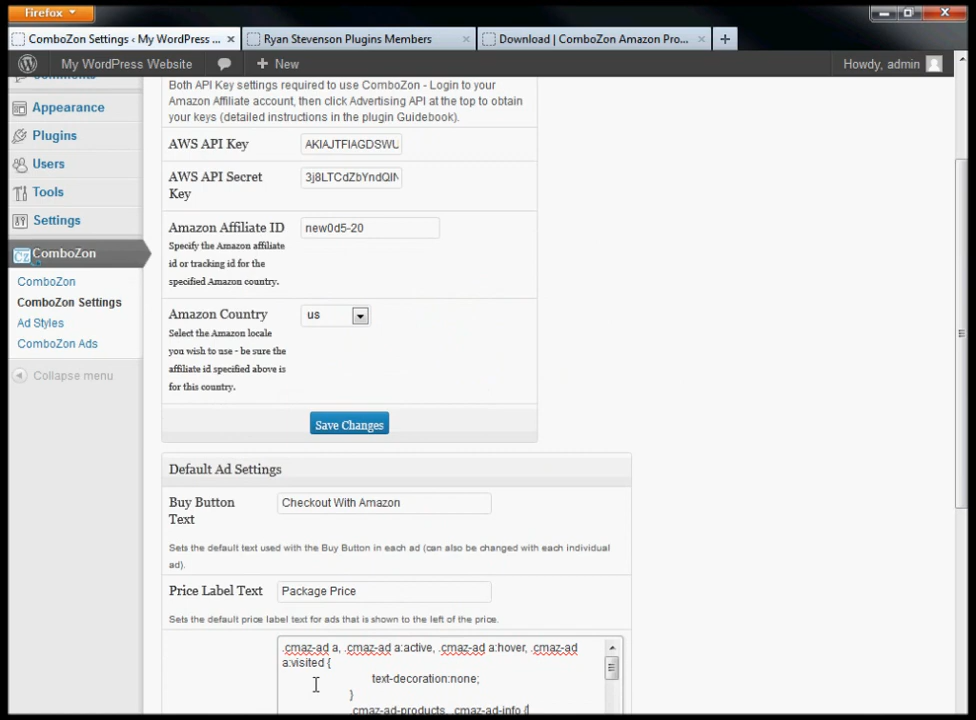 Firefox
ComboZon Settings ‹ My WordPress ...
Ryan Stevenson Plugins Members
Download | ComboZon Amazon Pro...
My WordPress Website
New
Howdy, admin
Comments
Appearance
Plugins
Users
Tools
Settings
ComboZon
ComboZon
ComboZon Settings
Ad Styles
ComboZon Ads
Collapse menu
Both API Key settings required to use ComboZon - Login to your
Amazon Affiliate account, then click Advertising API at the top to obtain
your keys (detailed instructions in the plugin Guidebook).
AWS API Key
AKIAJTFIAGDSWU
AWS API Secret
Key
3j8LTCdZbYndQI
Amazon Affiliate ID
new0d5-20
Specify the Amazon affiliate
id or tracking id for the
specified Amazon country.
Amazon Country
us
Select the Amazon locale
you wish to use - be sure the
affiliate id specified above is
for this country.
Save Changes
Default Ad Settings
Buy Button
Text
Checkout With Amazon
Sets the default text used with the Buy Button in each ad (can also be changed with each individual
ad).
Price Label Text
Package Price
Sets the default price label text for ads that is shown to the left of the price.
.cmaz-ad a, .cmaz-ad a:active, .cmaz-ad a:hover, .cmaz-ad
a:visited {
text-decoration:none;
}
.cmaz-ad-products, .cmaz-ad-info {